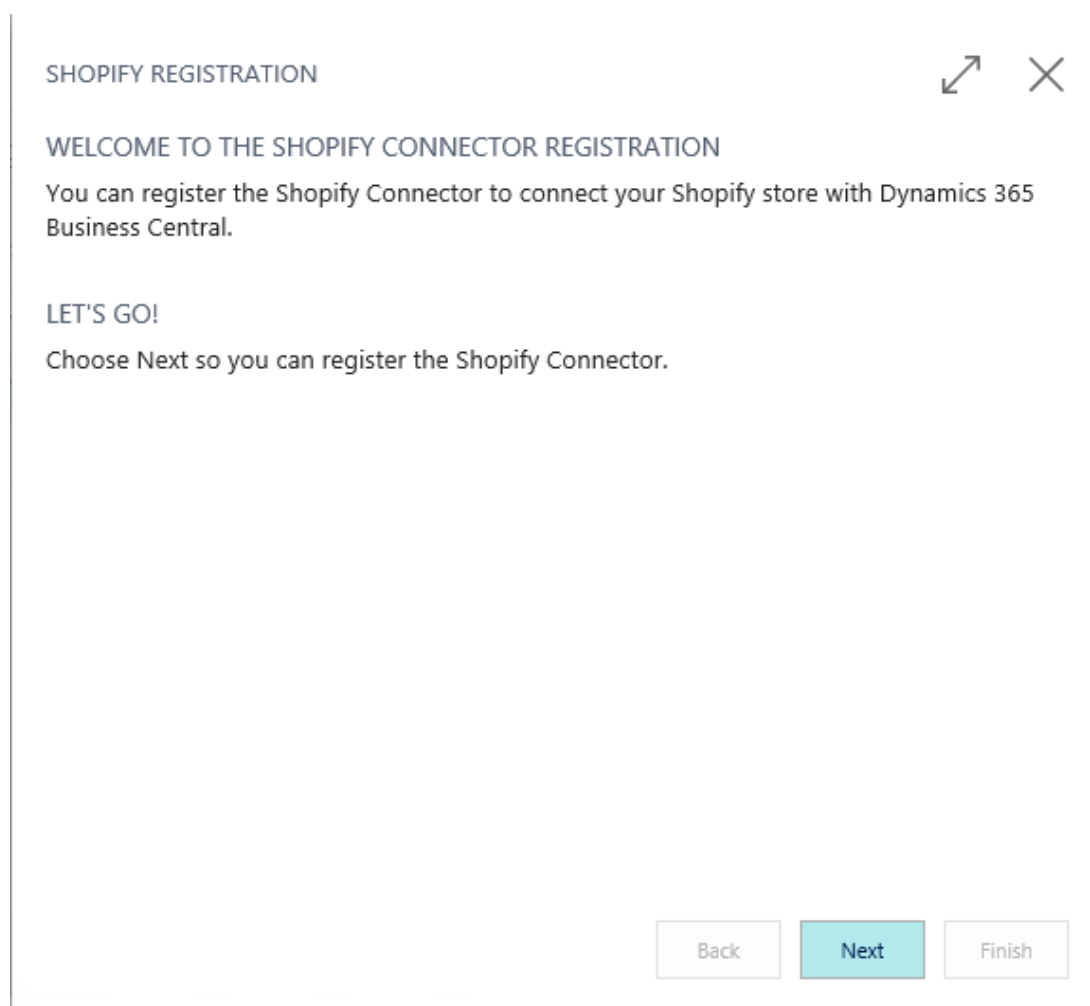 SHOPIFY REGISTRATION
WELCOME TO THE SHOPIFY CONNECTOR REGISTRATION
You can register the Shopify Connector to connect your Shopify store with Dynamics 365
Business Central.
LET'S GO!
Choose Next so you can register the Shopify Connector.
Back
Next
Finish